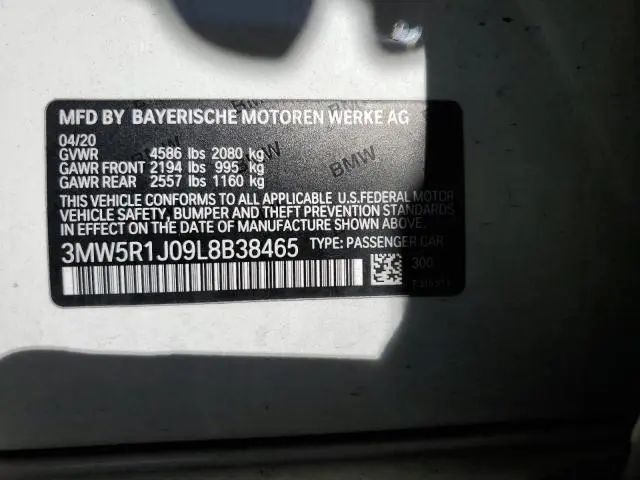 MFD BY BAYERISCHE MOTOREN WERKE AG
04/20
GVWR 4586 lbs 2080 kg
GAWR FRONT 2194 lbs 995 kg
GAWR REAR 2557 lbs 1160 kg
BMW
THIS VEHICLE CONFORMS TO ALL APPLICABLE U.S.FEDERAL MOTOR
VEHICLE SAFETY, BUMPER AND THEFT PREVENTION STANDARDS
IN EFFECT ON THE DATE OF MANUFACTURE SHOWN ABOVE.
3MW5R1J09L8B38465 TYPE: PASSENGER CAR
300